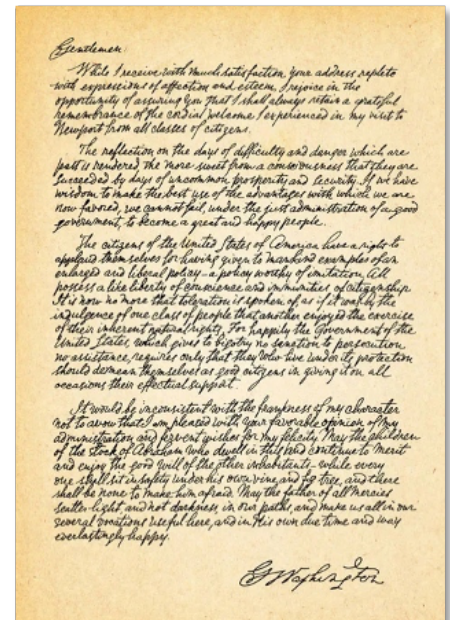 Gentlemen:
While I receive with much satisfaction your address replete
with expressions of affection and esteem, I rejoice in the
opportunity of assuring you that I shall always retain a grateful
remembrance of the cordial welcome I experienced in my visit to
Newport from all classes of citizens.
The reflection on the days of difficulty and danger which are
past is rendered the more sweet from a consciousness that they are
succeeded by days of uncommon prosperity and security. If we have
wisdom to make the best use of the advantages with which we are
now favored, we cannot fail, under the just administration of a good
government, to become a great and happy people.
The citizens of the United States of America have a right to
applaud themselves for having given to mankind examples of an
enlarged and liberal policy—a policy worthy of imitation. All
possess a like liberty of conscience and immunities of citizenship.
It is now no more that toleration is spoken of, as if it was by the
indulgence of one class of people that another enjoyed the exercise
of their inherent natural rights. For happily the Government of the
United States, which gives to bigotry no sanction to persecution
no assistance, requires only that they who live under its protection
should demean themselves as good citizens in giving it on all
occasions their effectual support.
It would be inconsistent with the frankness of my character
not to avow that I am pleased with your favorable opinion of my
administration and fervent wishes for my felicity. May the children
of the stock of Abraham who dwell in this land continue to merit
and enjoy the good will of the other inhabitants—while every
one shall sit in safety under his own vine and fig tree, and there
shall be none to make him afraid. May the father of all mercies
scatter light, and not darkness, in our paths, and make us all in our
several vocations useful here, and in His own due time and way
everlastingly happy.
G Washington